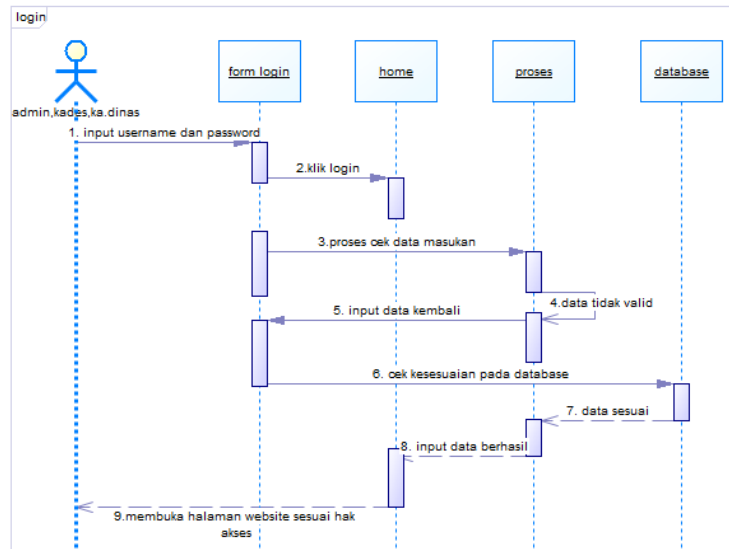 login
form login
home
proses
database
admin,kades,ka.dinas
1. input username dan password
2.klik login
3.proses cek data masukan
4.data tidak valid
5. input data kembali
6. cek kesesuaian pada database
7. data sesuai
8. input data berhasil
9.membuka halaman website sesuai hak
akses